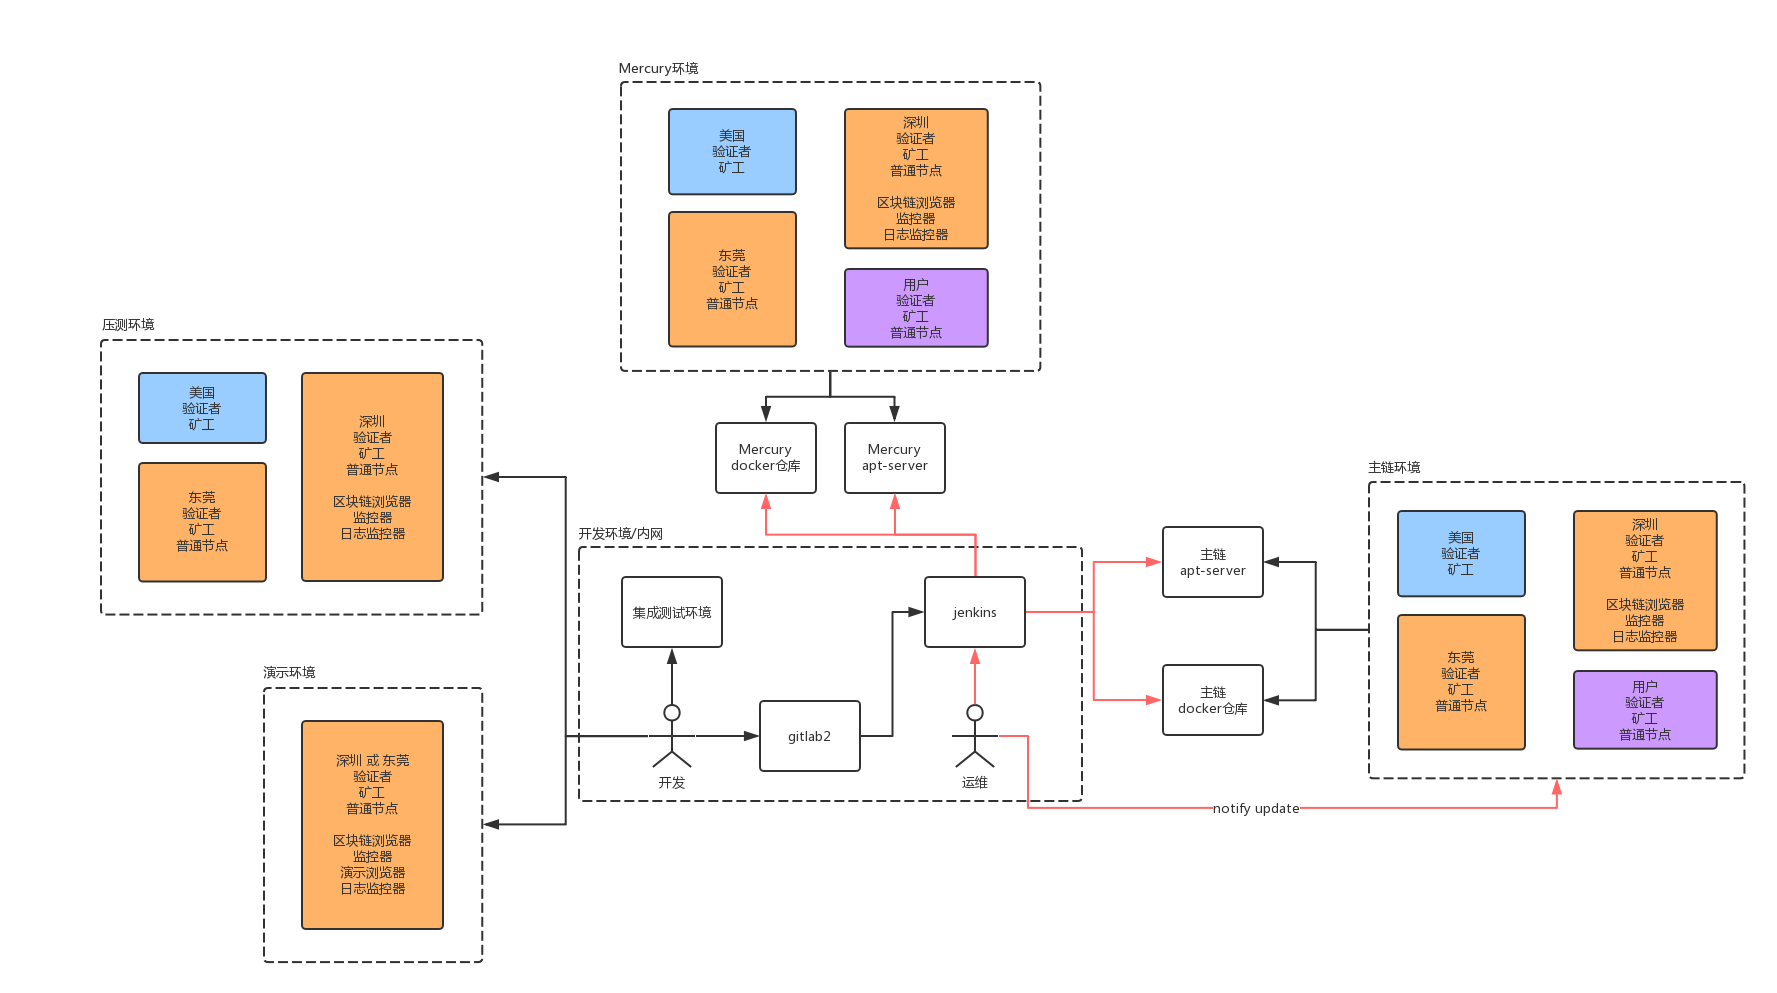 Mercury环境
美国
验证者
矿工
深圳
验证者
矿工
普通节点
区块链浏览器
监控器
日志监控器
东莞
验证者
矿工
普通节点
用户
验证者
矿工
普通节点
Mercury
docker仓库
Mercury
apt-server
压测环境
美国
验证者
矿工
深圳
验证者
矿工
普通节点
区块链浏览器
监控器
日志监控器
东莞
验证者
矿工
普通节点
演示环境
深圳 或 东莞
验证者
矿工
普通节点
区块链浏览器
监控器
演示浏览器
日志监控器
开发环境/内网
集成测试环境
jenkins
gitlab2
开发
运维
主链
apt-server
主链
docker仓库
notify update
主链环境
美国
验证者
矿工
深圳
验证者
矿工
普通节点
区块链浏览器
监控器
日志监控器
东莞
验证者
矿工
普通节点
用户
验证者
矿工
普通节点